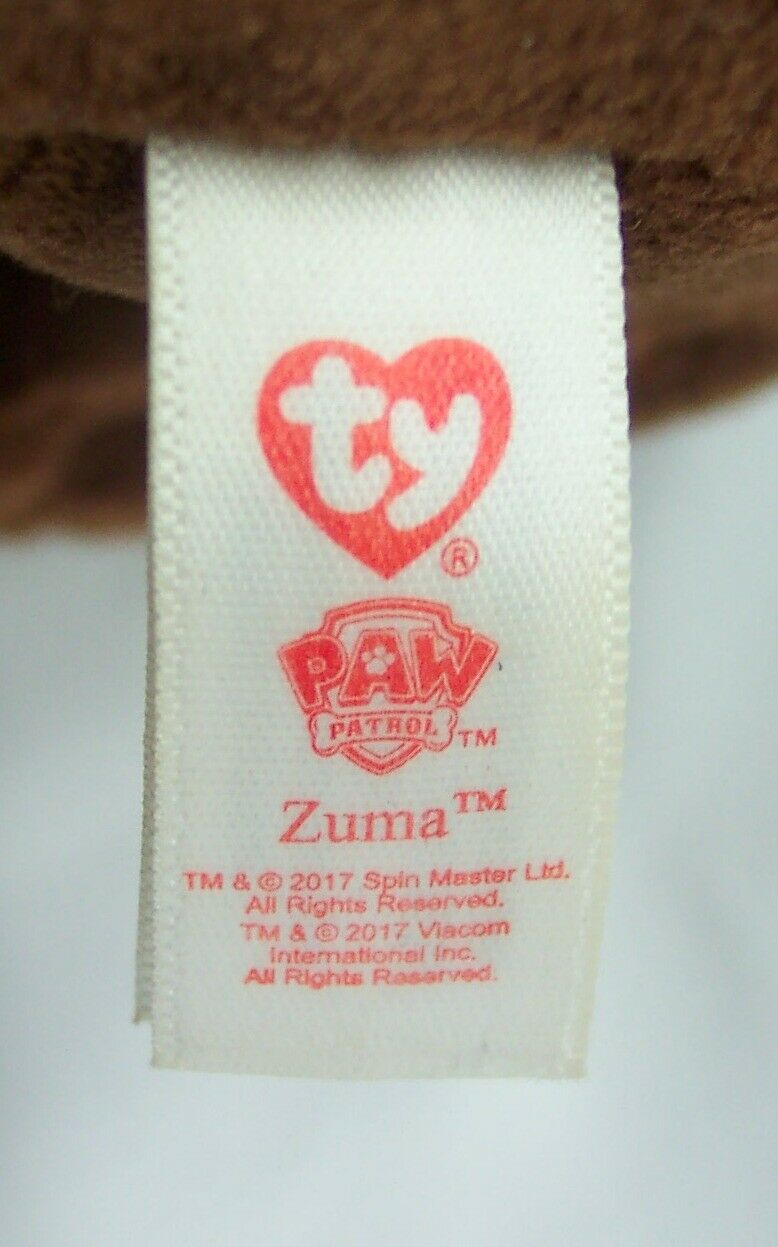 ty
®
PAW
PATROL TM
Zuma™
TM & © 2017 Spin Master Ltd.
All Rights Reserved.
TM & © 2017 Viacom
International Inc.
All Rights Reserved.